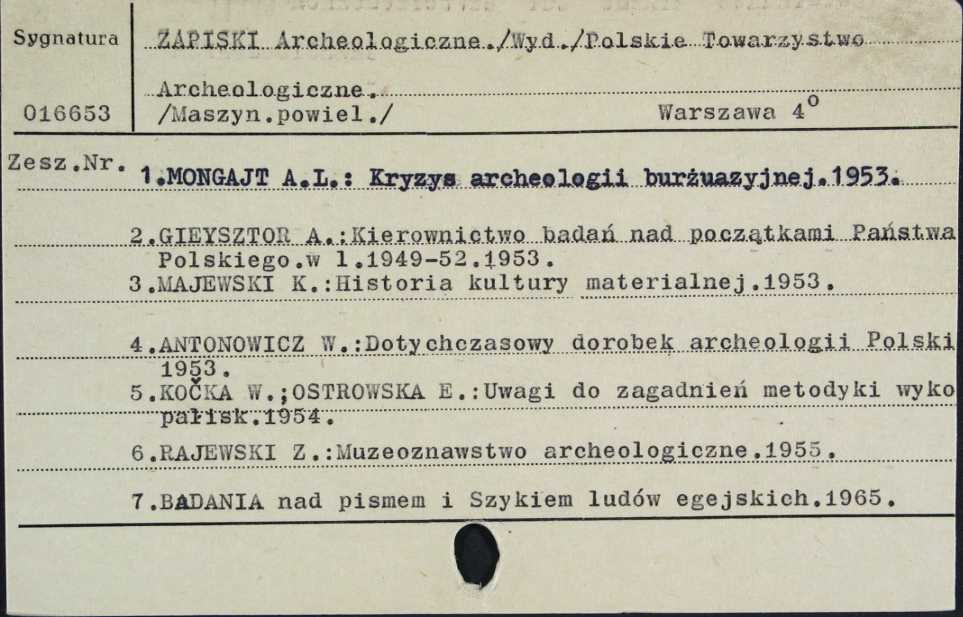 Sygnatura
ZAPISKI Archeologiczne./Wyd./Polskie Towarzystwo
Archeologiczne.
016653 /Maszyn.powiel./ Warszawa 4°
Zesz.Nr.
1.MONGAJT A.L.: Kryzys archeologii burżuazyjnej.1953.
2.GIEYSZTOR A.:Kierownictwo badań nad początkami Państwa
Polskiego.w l.1949-52.1953.
3.MAJEWSKI K.:Historia kultury materialnej.1953.
4.ANTONOWICZ W.:Dotychczasowy dorobek archeologii Polski
1953.
5.KOČKA W.;OSTROWSKA E.:Uwagi do zagadnień metodyki wyko
palisk.1954.
6.RAJEWSKI Z.:Muzeoznawstwo archeologiczne.1955.
7.BADANIA nad pismem i Szykiem ludów egejskich.1965.